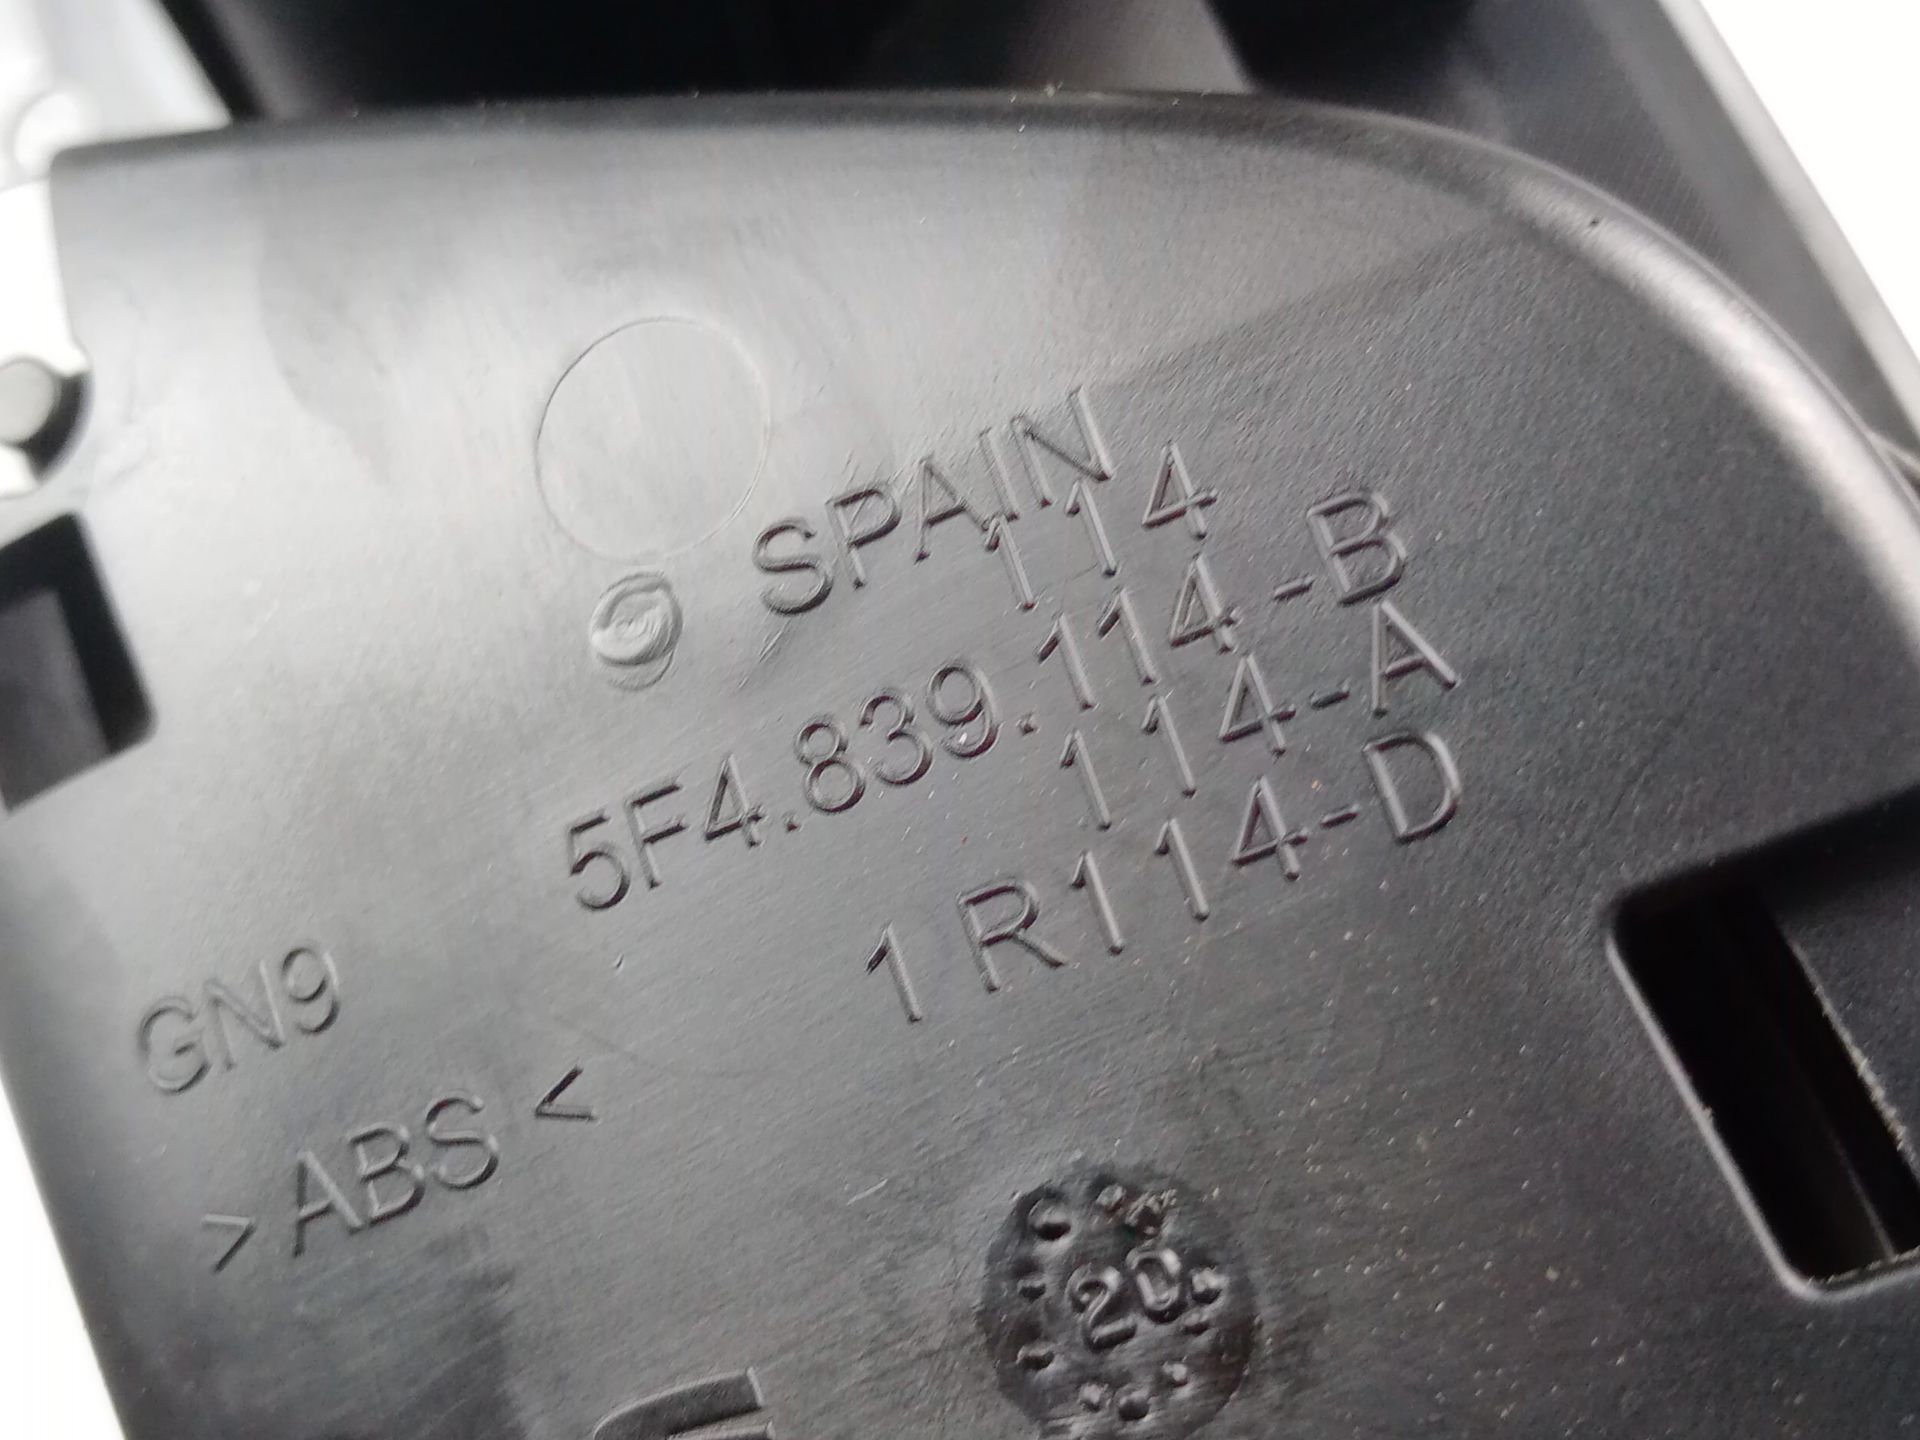 SPAIN
114
5F4.839.114-B
114-A
1R114-D
GN9
>ABS<
20